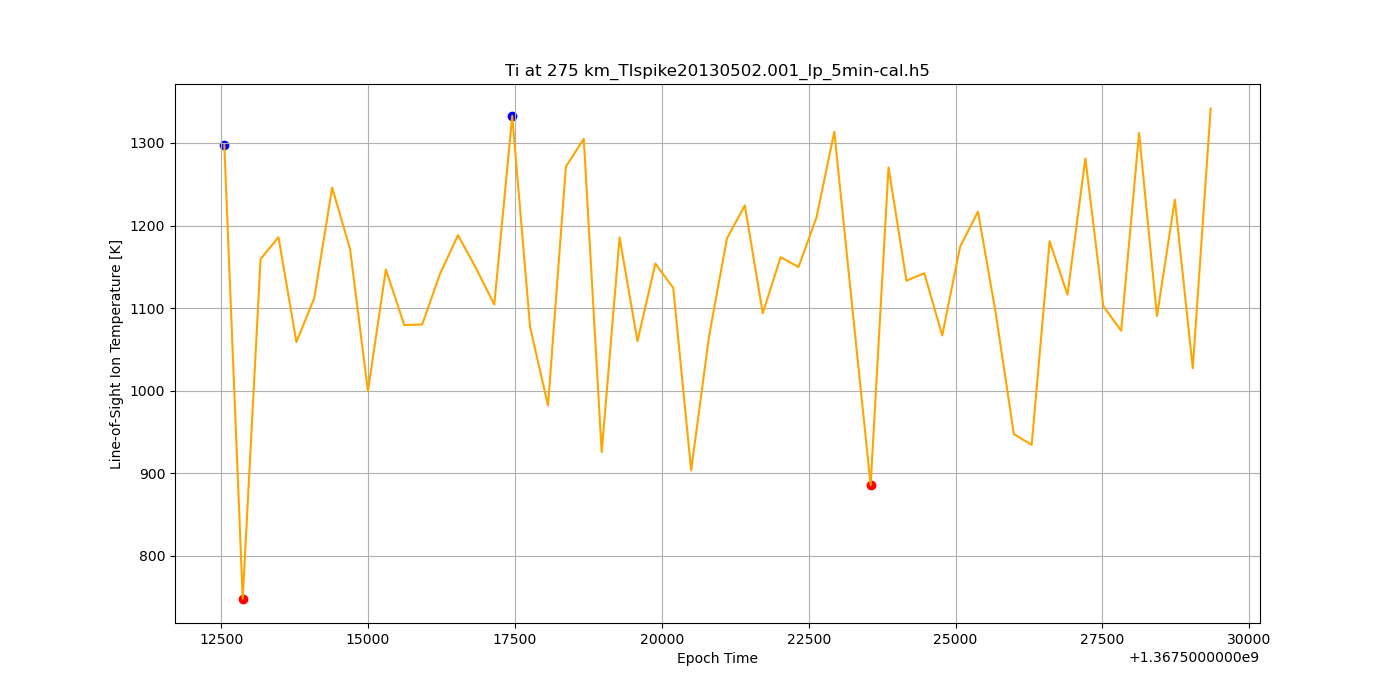 Ti at 275 km_TIspike20130502.001_lp_5min-cal.h5
Line-of-Sight Ion Temperature [K]
1300
1200
1100
1000
900
800
12500 15000 17500 20000 22500 25000 27500 30000
Epoch Time
+1.3675000000e9